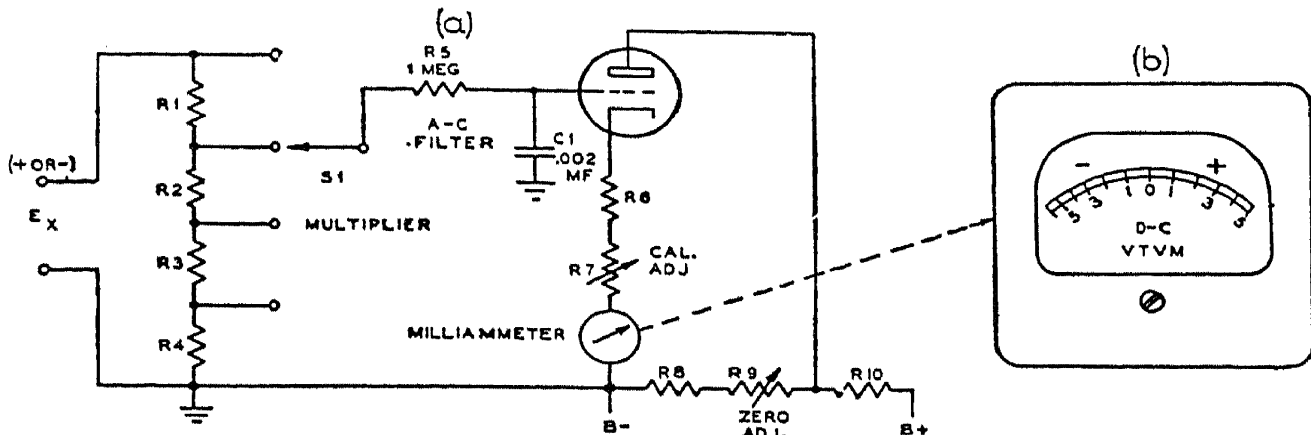 (a)
R5
1 MEG
A-C
.FILTER
C1
.002
MF
R1
R2
R3
R4
(+OR-)
E X
S1
MULTIPLIER
R6
R7
CAL.
ADJ
MILLIAMMETER
R8
R9
R10
B-
ZERO
ADJ.
B+
(b)
- +
5 3 1 0 1 3 5
D-C
VTVM